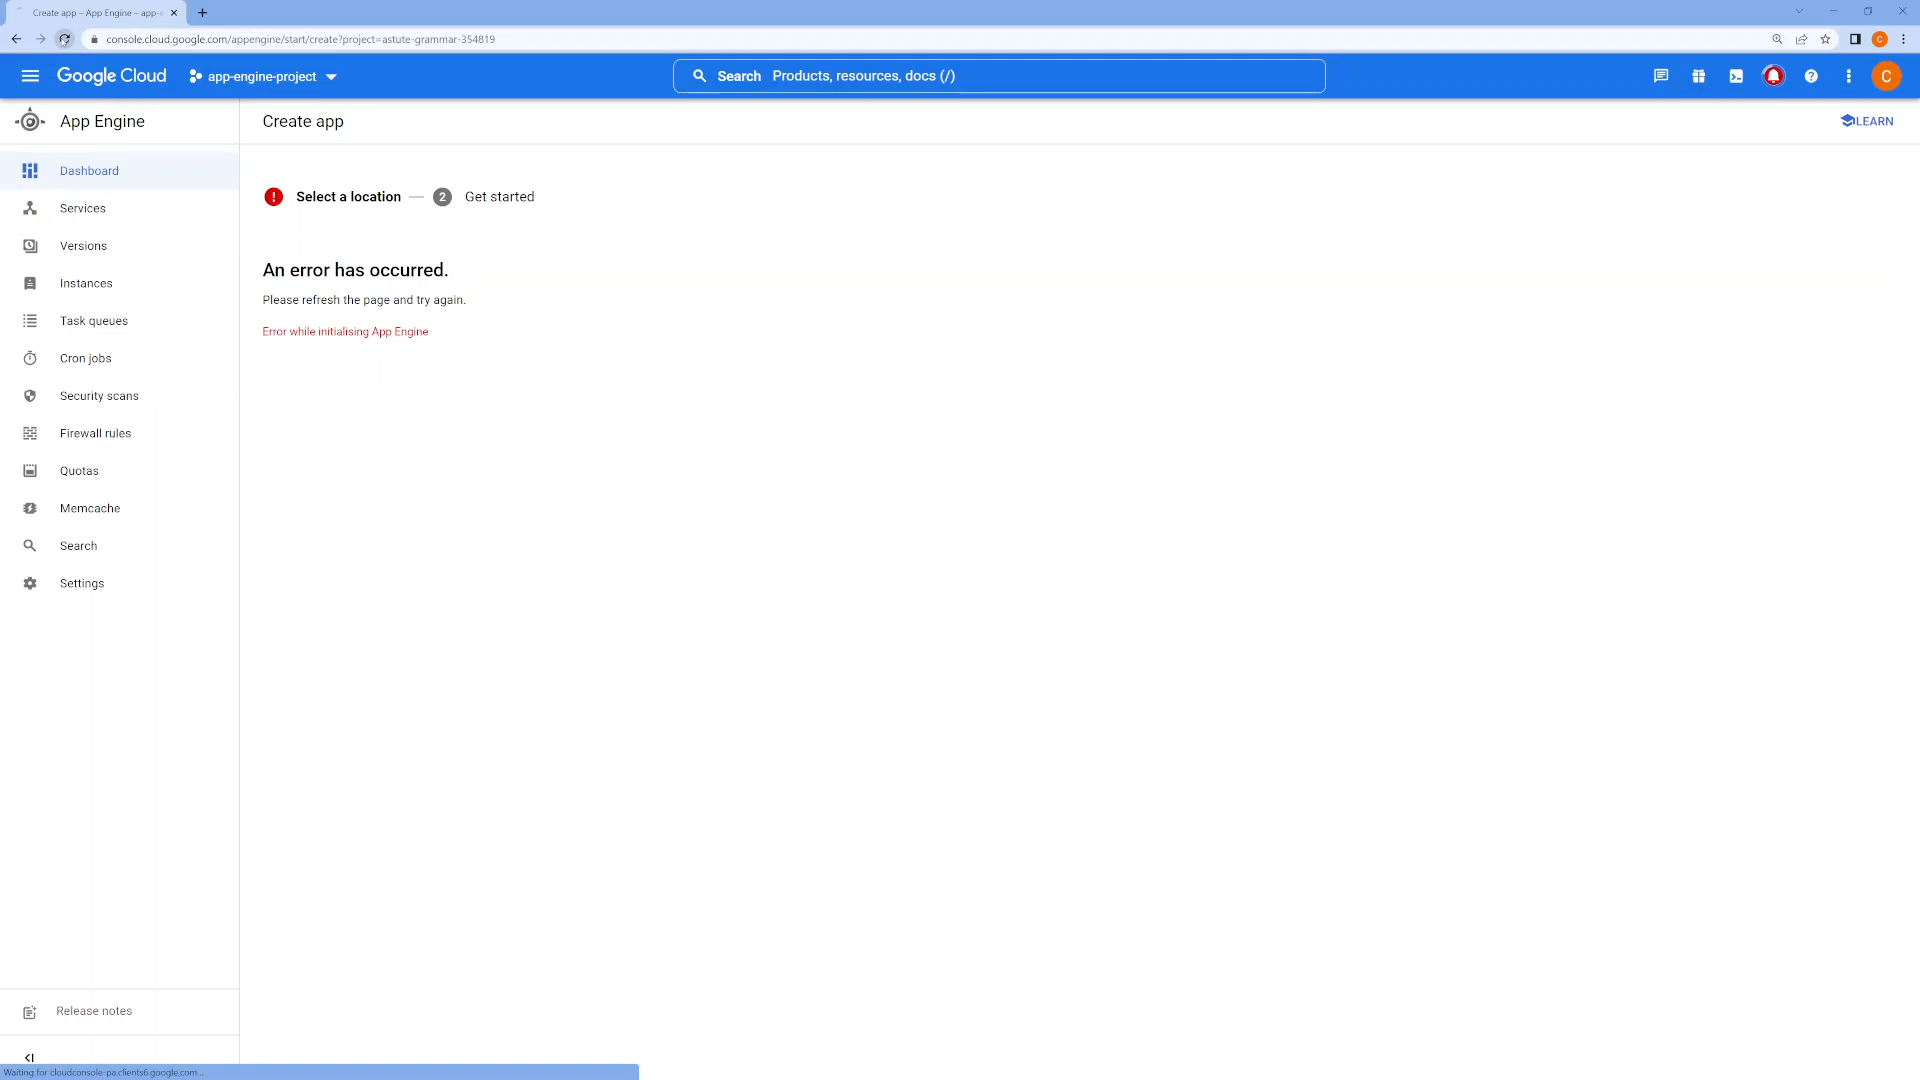 Create app – App Engine – app-e
console.cloud.google.com/appengine/start/create?project=astute-grammar-354819
C
Google Cloud
app-engine-project
Search Products, resources, docs (/)
C
App Engine
Create app
LEARN
Dashboard
Services
Versions
Instances
Task queues
Cron jobs
Security scans
Firewall rules
Quotas
Memcache
Search
Settings
! Select a location — 2 Get started
An error has occurred.
Please refresh the page and try again.
Error while initialising App Engine
Release notes
Waiting for cloudconsole-pa.clients6.google.com...